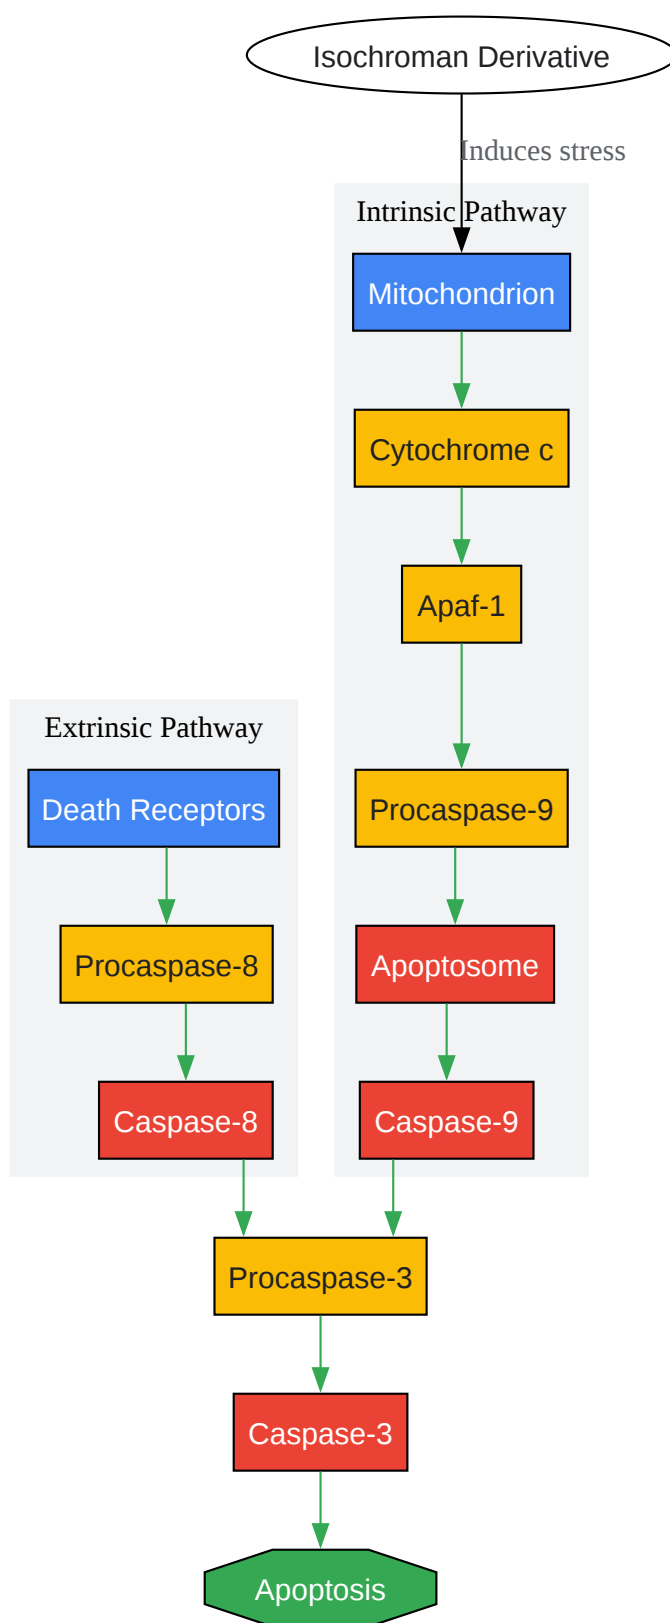 Isochroman Derivative
Induces stress
Intrinsic Pathway
Mitochondrion
Cytochrome c
Apaf-1
Extrinsic Pathway
Death Receptors
Procaspase-9
Procaspase-8
Apoptosome
Caspase-8
Caspase-9
Procaspase-3
Caspase-3
Apoptosis